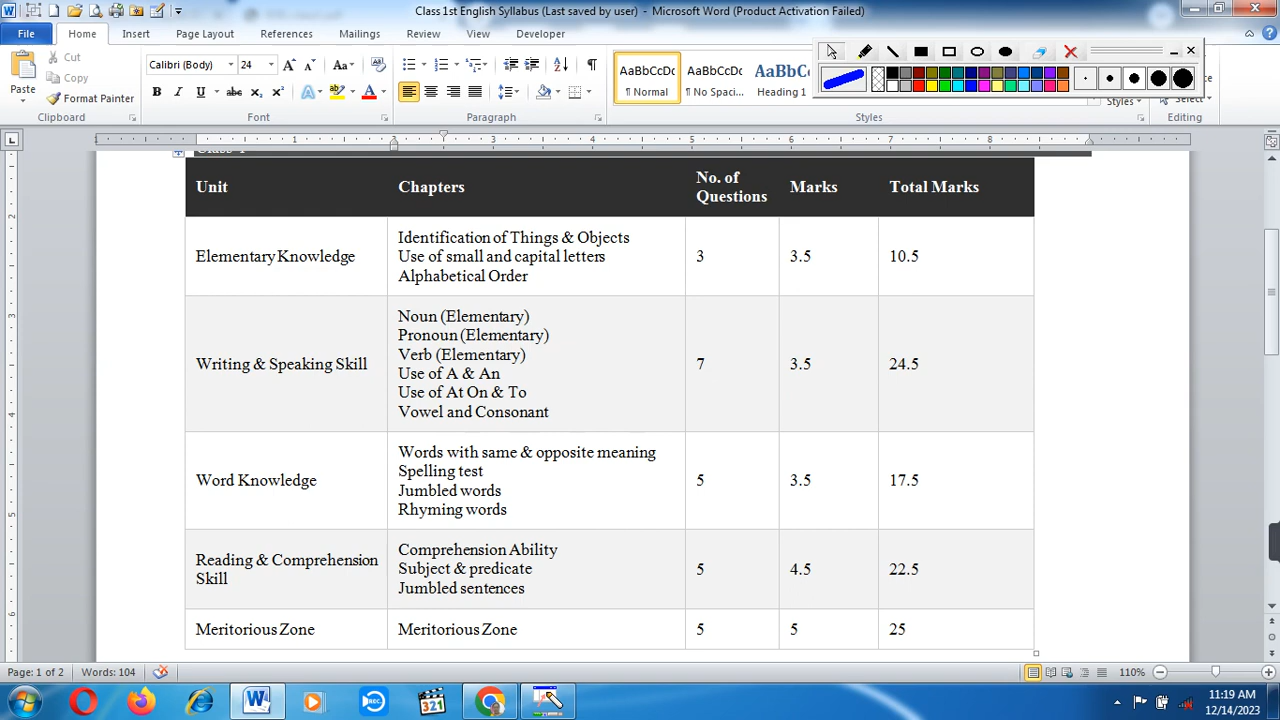 Class 1st English Syllabus (Last saved by user) - Microsoft Word (Product Activation Failed)
File Home Insert Page Layout References Mailings Review View Developer
Paste
Cut
Copy
Format Painter
Clipboard
Calibri (Body) 24
Font
Paragraph
AaBbCcDc
¶ Normal
AaBbCcDc
¶ No Spaci...
AaBbCc
Heading 1
Styles
Styles
Select
Editing
Unit Chapters No. of Questions Marks Total Marks
Elementary Knowledge
Identification of Things & Objects
Use of small and capital letters
Alphabetical Order
3 3.5 10.5
Writing & Speaking Skill
Noun (Elementary)
Pronoun (Elementary)
Verb (Elementary)
Use of A & An
Use of At On & To
Vowel and Consonant
7 3.5 24.5
Word Knowledge
Words with same & opposite meaning
Spelling test
Jumbled words
Rhyming words
5 3.5 17.5
Reading & Comprehension
Skill
Comprehension Ability
Subject & predicate
Jumbled sentences
5 4.5 22.5
Meritorious Zone Meritorious Zone 5 5 25
Page: 1 of 2 Words: 104 110%
REC 321
11:19 AM
12/14/2023